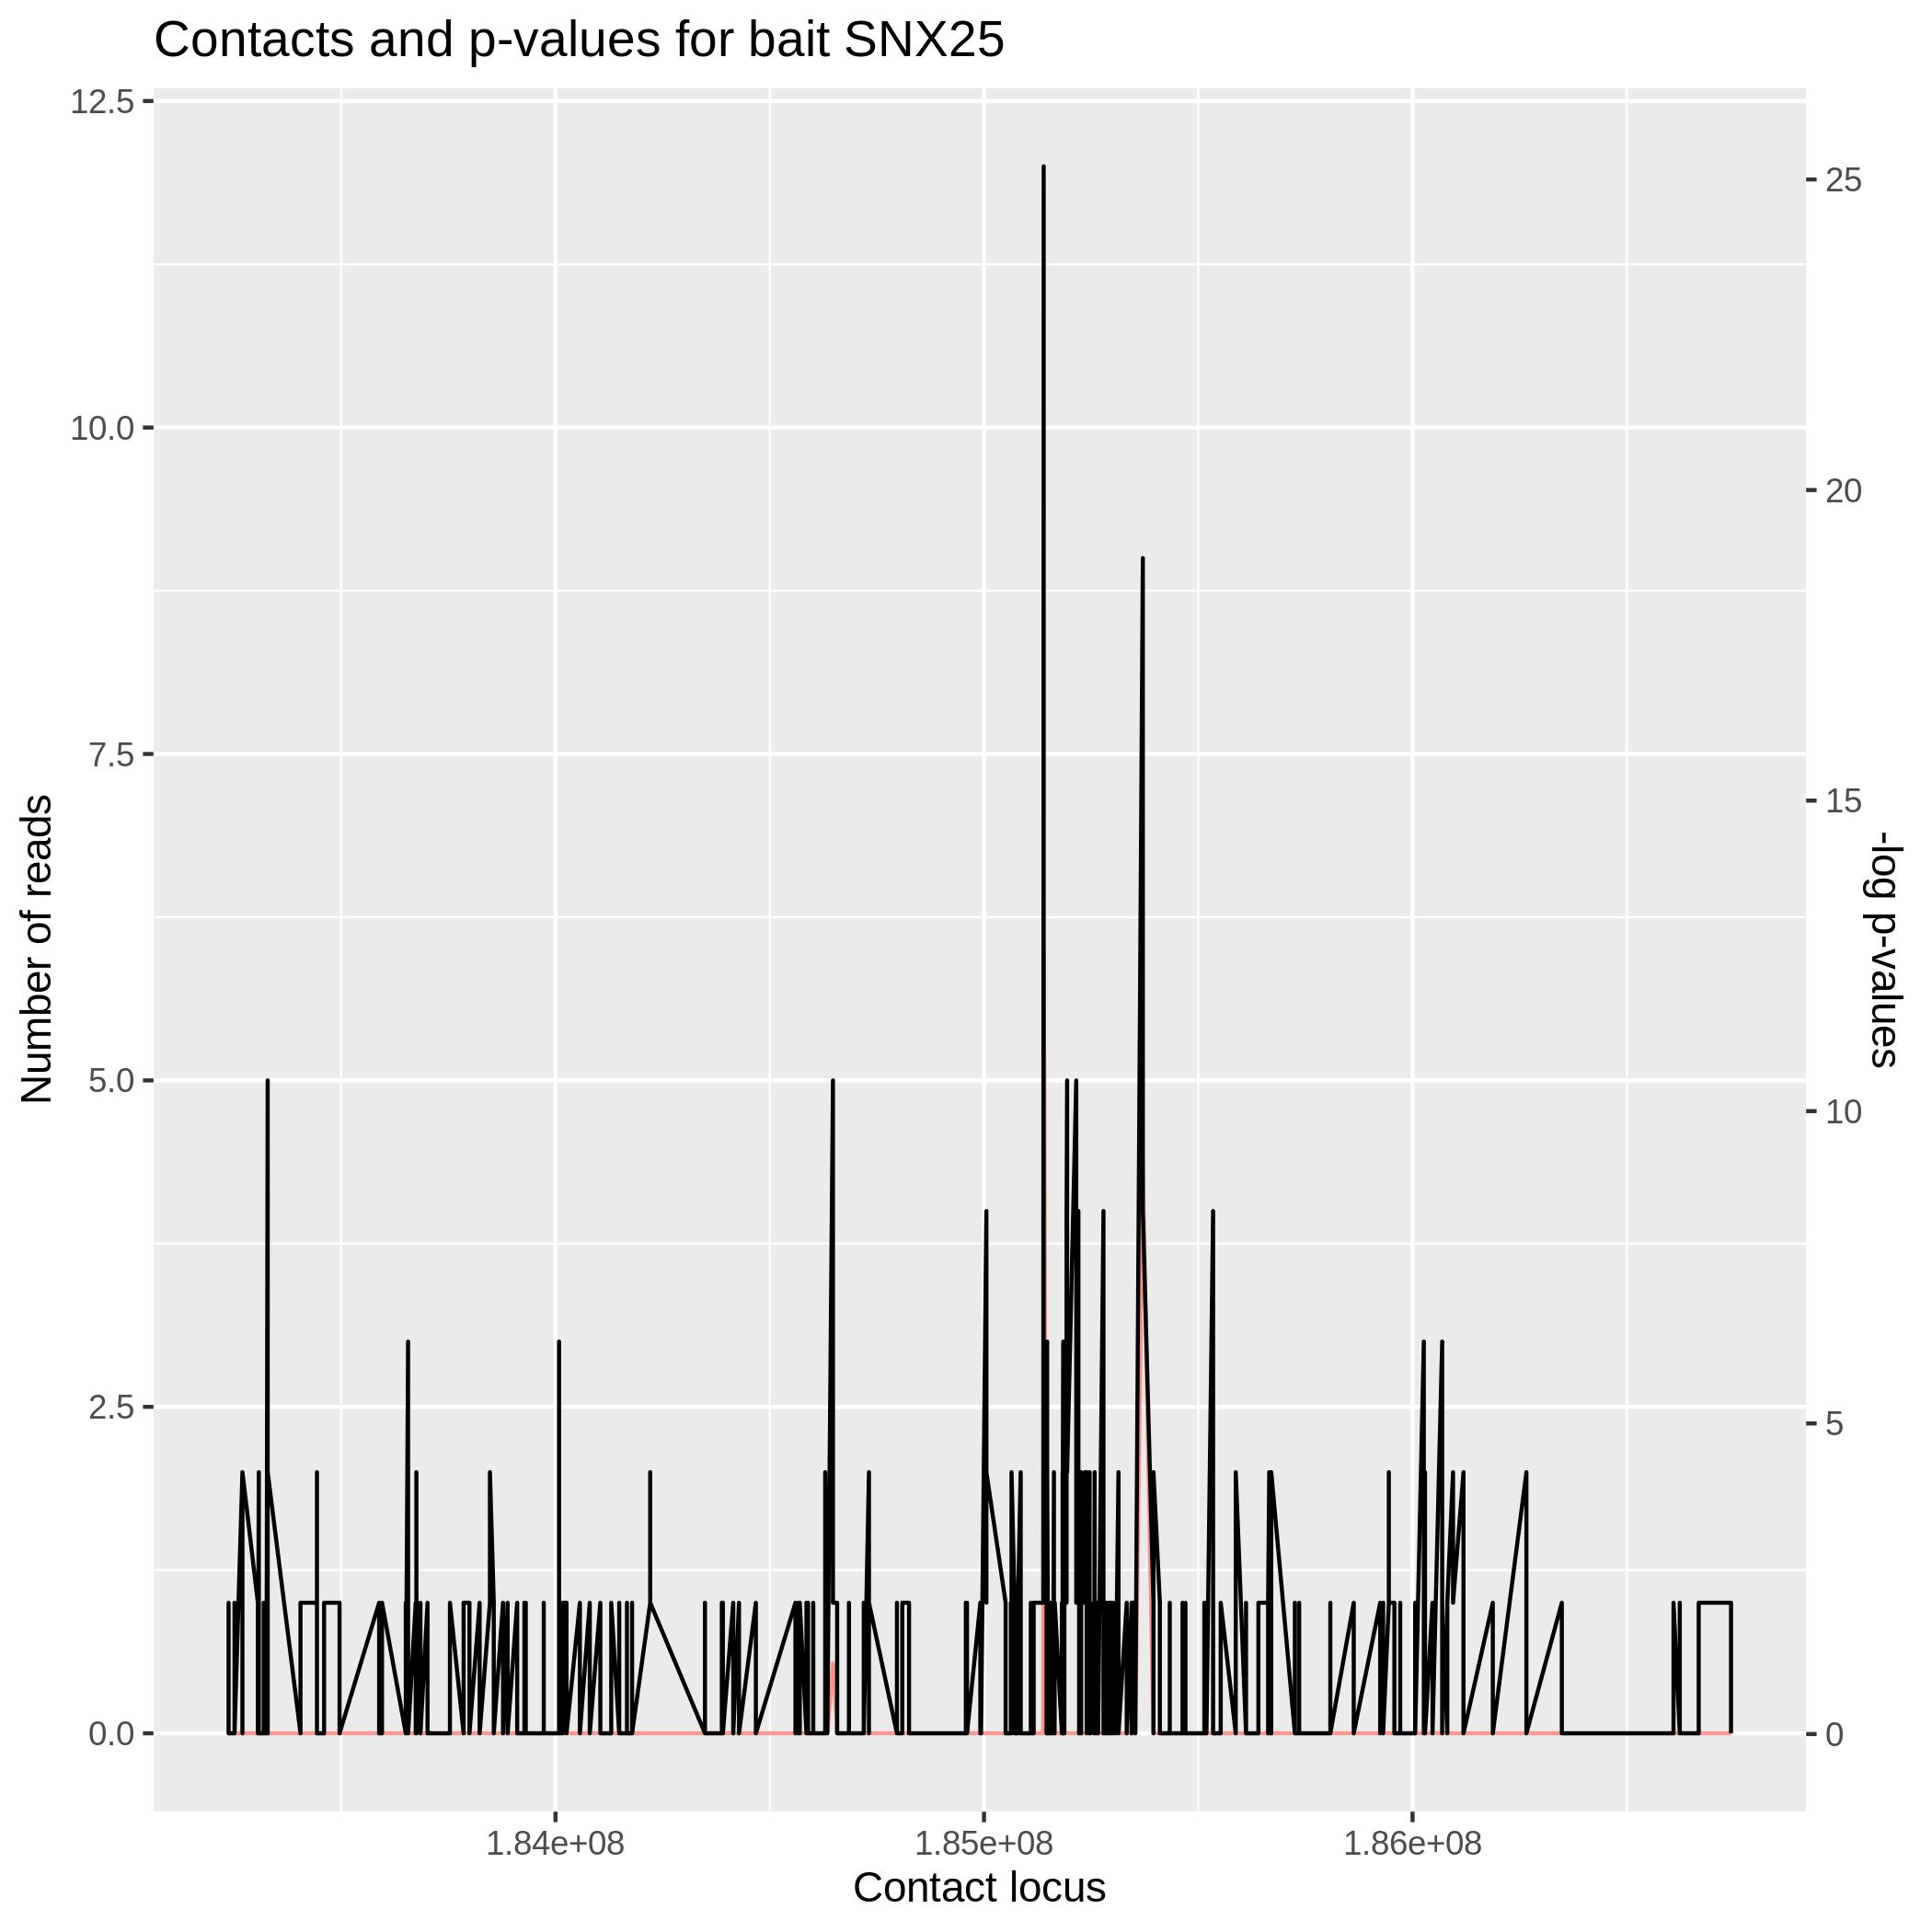 Contacts and p-values for bait SNX25
12.5
10.0
7.5
5.0
2.5
0.0
Number of reads
25
20
15
10
5
0
-log p-values
1.84e+08
1.85e+08
1.86e+08
Contact locus